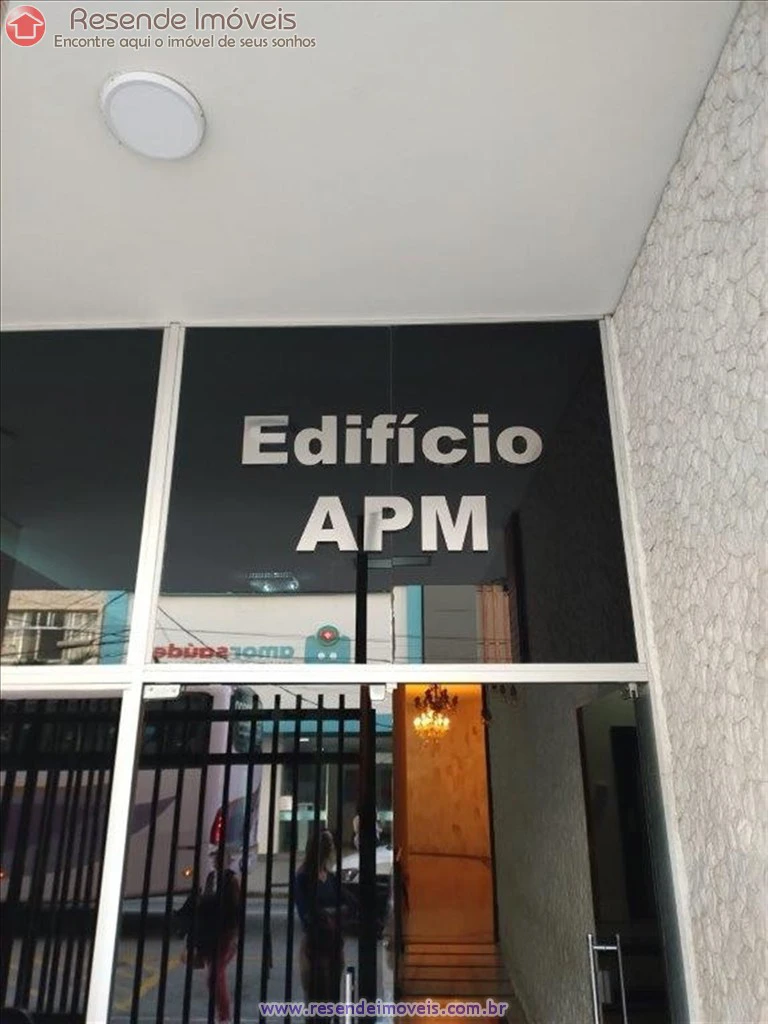 Resende Imóveis
Encontre aqui o imóvel de seus sonhos
Edifício
APM
amorsaúde
www.resendeimoveis.com.br